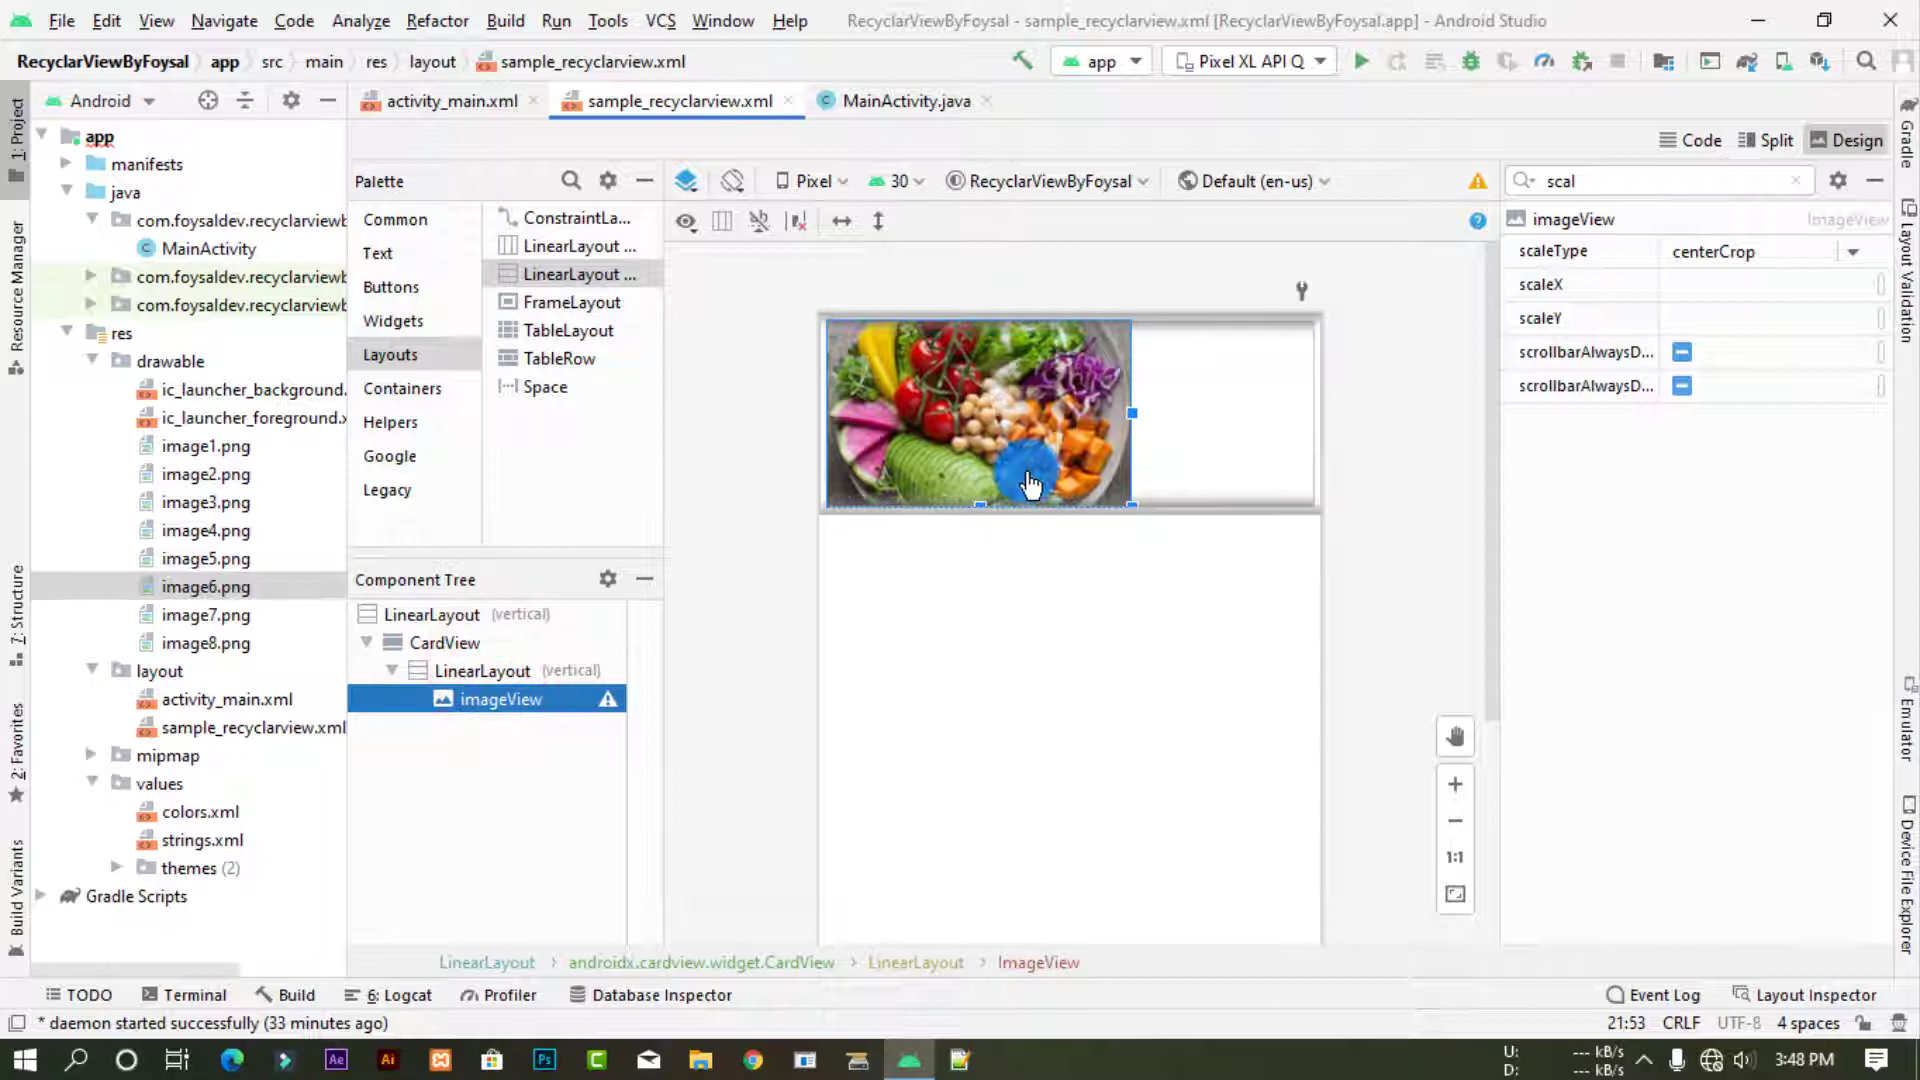 File Edit View Navigate Code Analyze Refactor Build Run Tools VCS Window Help RecyclarViewByFoysal - sample_recyclarview.xml [RecyclarViewByFoysal.app] - Android Studio
RecyclarViewByFoysal app src main res layout sample_recyclarview.xml app Pixel XL API Q
Android activity_main.xml sample_recyclarview.xml MainActivity.java
Code Split Design
1: Project
Resource Manager
7: Structure
2: Favorites
Build Variants
app
manifests
java
com.foysaldev.recyclarviewb
MainActivity
com.foysaldev.recyclarviewb
com.foysaldev.recyclarviewb
res
drawable
ic_launcher_background.
ic_launcher_foreground.x
image1.png
image2.png
image3.png
image4.png
image5.png
image6.png
image7.png
image8.png
layout
activity_main.xml
sample_recyclarview.xml
mipmap
values
colors.xml
strings.xml
themes (2)
Gradle Scripts
Palette
Common
Text
Buttons
Widgets
Layouts
Containers
Helpers
Google
Legacy
ConstraintLa...
LinearLayout ...
LinearLayout ...
FrameLayout
TableLayout
TableRow
Space
Component Tree
LinearLayout (vertical)
CardView
LinearLayout (vertical)
imageView
Pixel 30 RecyclarViewByFoysal Default (en-us)
1:1
scal
imageView ImageView
scaleType centerCrop
scaleX
scaleY
scrollbarAlwaysD...
scrollbarAlwaysD...
Gradle
Layout Validation
Emulator
Device File Explorer
LinearLayout androidx.cardview.widget.CardView LinearLayout ImageView
TODO Terminal Build 6: Logcat Profiler Database Inspector Event Log Layout Inspector
* daemon started successfully (33 minutes ago) 21:53 CRLF UTF-8 4 spaces
Ae Ai Ps C
U: --- kB/s
D: --- kB/s
3:48 PM